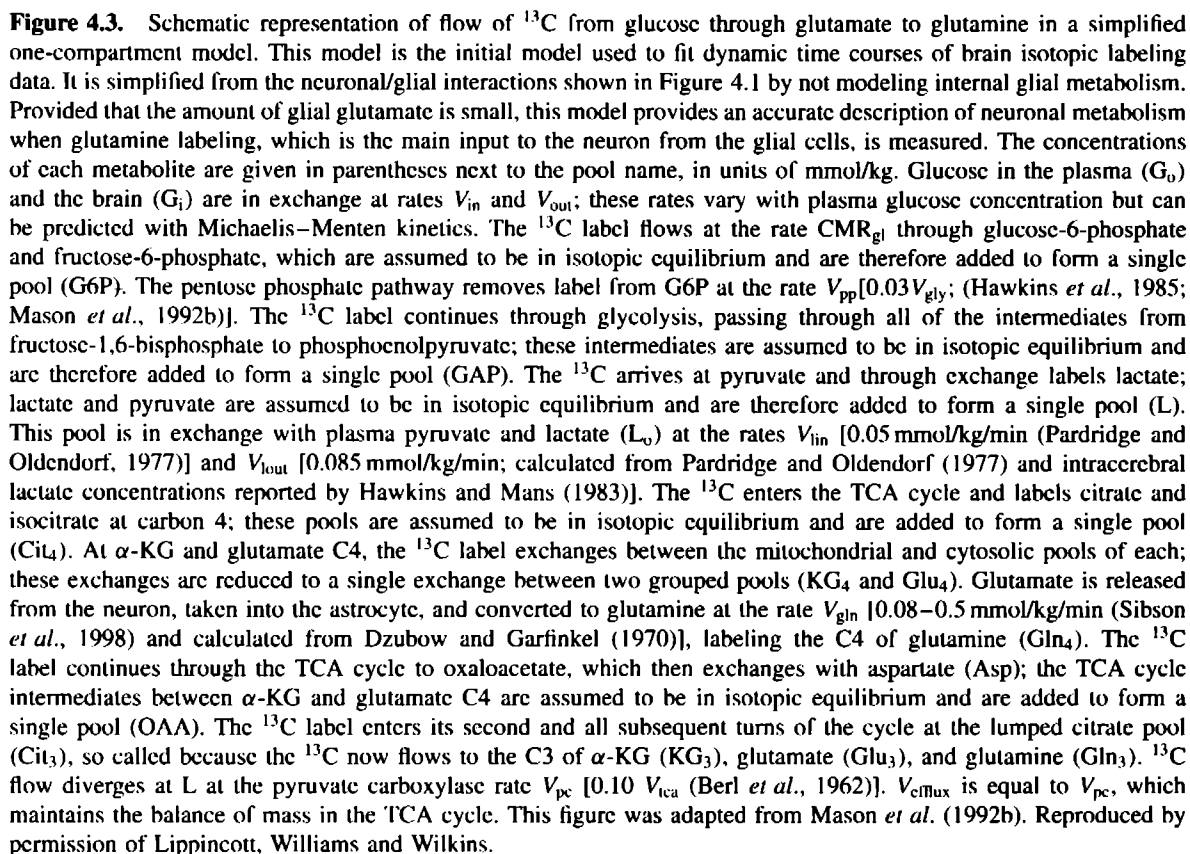 Figure 4.3. Schematic representation of flow of ¹³C from glucose through glutamate to glutamine in a simplified
one-compartment model. This model is the initial model used to fit dynamic time courses of brain isotopic labeling
data. It is simplified from the neuronal/glial interactions shown in Figure 4.1 by not modeling internal glial metabolism.
Provided that the amount of glial glutamate is small, this model provides an accurate description of neuronal metabolism
when glutamine labeling, which is the main input to the neuron from the glial cells, is measured. The concentrations
of each metabolite are given in parentheses next to the pool name, in units of mmol/kg. Glucose in the plasma (Gₒ)
and the brain (Gᵢ) are in exchange at rates V_in and V_out; these rates vary with plasma glucose concentration but can
be predicted with Michaelis–Menten kinetics. The ¹³C label flows at the rate CMR_gl through glucose-6-phosphate
and fructose-6-phosphate, which are assumed to be in isotopic equilibrium and are therefore added to form a single
pool (G6P). The pentose phosphate pathway removes label from G6P at the rate V_pp[0.03V_gly; (Hawkins et al., 1985;
Mason et al., 1992b)]. The ¹³C label continues through glycolysis, passing through all of the intermediates from
fructose-1,6-bisphosphate to phosphoenolpyruvate; these intermediates are assumed to be in isotopic equilibrium and
are therefore added to form a single pool (GAP). The ¹³C arrives at pyruvate and through exchange labels lactate;
lactate and pyruvate are assumed to be in isotopic equilibrium and are therefore added to form a single pool (L).
This pool is in exchange with plasma pyruvate and lactate (Lₒ) at the rates V_lin [0.05 mmol/kg/min (Pardridge and
Oldendorf, 1977)] and V_lout [0.085 mmol/kg/min; calculated from Pardridge and Oldendorf (1977) and intracerebral
lactate concentrations reported by Hawkins and Mans (1983)]. The ¹³C enters the TCA cycle and labels citrate and
isocitrate at carbon 4; these pools are assumed to be in isotopic equilibrium and are added to form a single pool
(Cit₄). At α-KG and glutamate C4, the ¹³C label exchanges between the mitochondrial and cytosolic pools of each;
these exchanges are reduced to a single exchange between two grouped pools (KG₄ and Glu₄). Glutamate is released
from the neuron, taken into the astrocyte, and converted to glutamine at the rate V_gln [0.08–0.5 mmol/kg/min (Sibson
et al., 1998) and calculated from Dzubow and Garfinkel (1970)], labeling the C4 of glutamine (Gln₄). The ¹³C
label continues through the TCA cycle to oxaloacetate, which then exchanges with aspartate (Asp); the TCA cycle
intermediates between α-KG and glutamate C4 are assumed to be in isotopic equilibrium and are added to form a
single pool (OAA). The ¹³C label enters its second and all subsequent turns of the cycle at the lumped citrate pool
(Cit₃), so called because the ¹³C now flows to the C3 of α-KG (KG₃), glutamate (Glu₃), and glutamine (Gln₃). ¹³C
flow diverges at L at the pyruvate carboxylase rate V_pc [0.10 V_tca (Berl et al., 1962)]. V_efflux is equal to V_pc, which
maintains the balance of mass in the TCA cycle. This figure was adapted from Mason et al. (1992b). Reproduced by
permission of Lippincott, Williams and Wilkins.